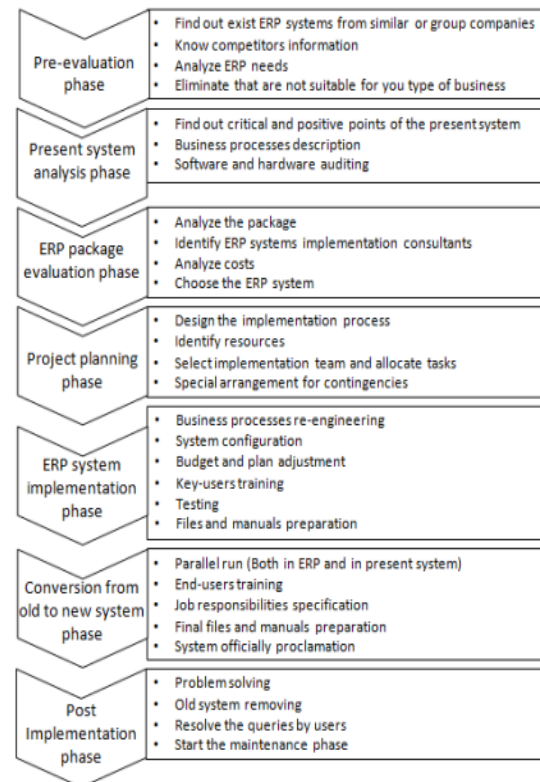 Pre-evaluation
phase
• Find out exist ERP systems from similar or group companies
• Know competitors information
• Analyze ERP needs
• Eliminate that are not suitable for you type of business
Present system
analysis phase
• Find out critical and positive points of the present system
• Business processes description
• Software and hardware auditing
ERP package
evaluation phase
• Analyze the package
• Identify ERP systems implementation consultants
• Analyze costs
• Choose the ERP system
Project planning
phase
• Design the implementation process
• Identify resources
• Select implementation team and allocate tasks
• Special arrangement for contingencies
ERP system
implementation
phase
• Business processes re-engineering
• System configuration
• Budget and plan adjustment
• Key-users training
• Testing
• Files and manuals preparation
Conversion from
old to new system
phase
• Parallel run (Both in ERP and in present system)
• End-users training
• Job responsibilities specification
• Final files and manuals preparation
• System officially proclamation
Post
Implementation
phase
• Problem solving
• Old system removing
• Resolve the queries by users
• Start the maintenance phase